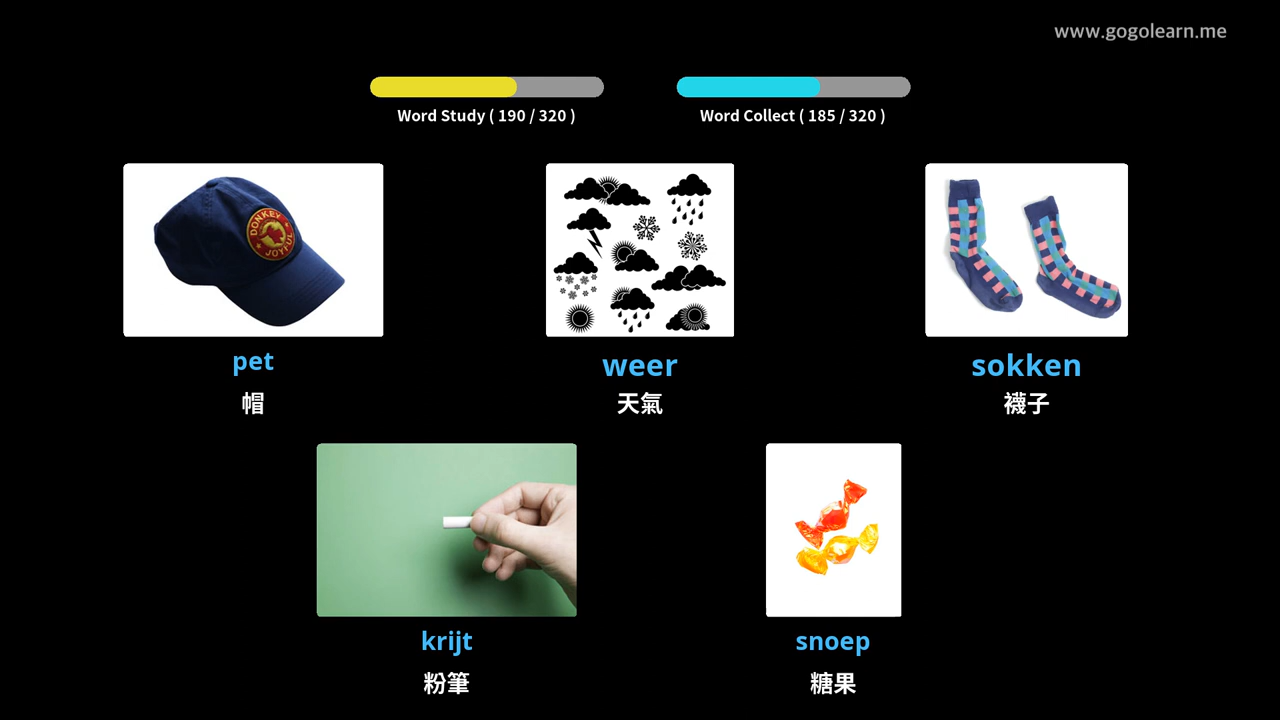 www.gogolearn.me
Word Study ( 190 / 320 )
Word Collect ( 185 / 320 )
DONKEY
JOYFUL
pet
帽
weer
天氣
sokken
襪子
krijt
粉筆
snoep
糖果